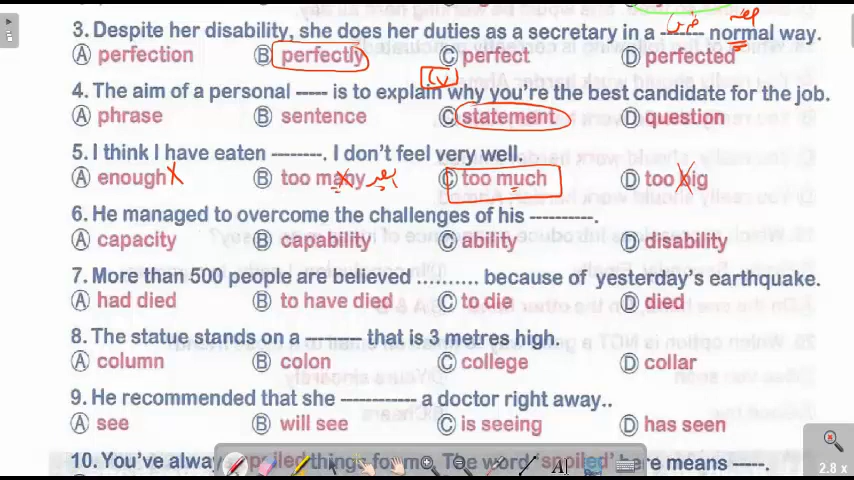 3. Despite her disability, she does her duties as a secretary in a ------ normal way.
Ⓐ perfection Ⓑ perfectly Ⓒ perfect Ⓓ perfected
4. The aim of a personal ----- is to explain why you're the best candidate for the job.
Ⓐ phrase Ⓑ sentence Ⓒ statement Ⓓ question
5. I think I have eaten --------. I don't feel very well.
Ⓐ enough Ⓑ too many Ⓒ too much Ⓓ too big
6. He managed to overcome the challenges of his ----------.
Ⓐ capacity Ⓑ capability Ⓒ ability Ⓓ disability
7. More than 500 people are believed .......... because of yesterday's earthquake.
Ⓐ had died Ⓑ to have died Ⓒ to die Ⓓ died
8. The statue stands on a --------- that is 3 metres high.
Ⓐ column Ⓑ colon Ⓒ college Ⓓ collar
9. He recommended that she ------------ a doctor right away..
Ⓐ see Ⓑ will see Ⓒ is seeing Ⓓ has seen
10. You've alway spoiled things for me. The word 'spoiled' here means -----.
2.8 x